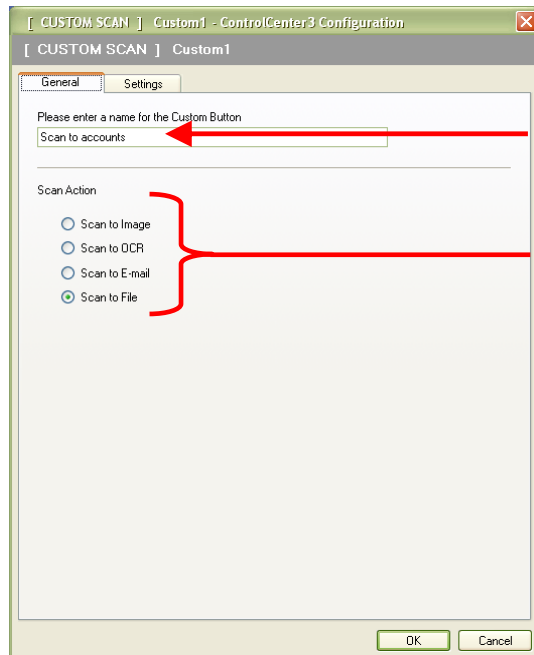 [ CUSTOM SCAN ] Custom1 - ControlCenter3 Configuration
[ CUSTOM SCAN ] Custom1
General Settings
Please enter a name for the Custom Button
Scan to accounts
Scan Action
Scan to Image
Scan to OCR
Scan to E-mail
Scan to File
OK Cancel